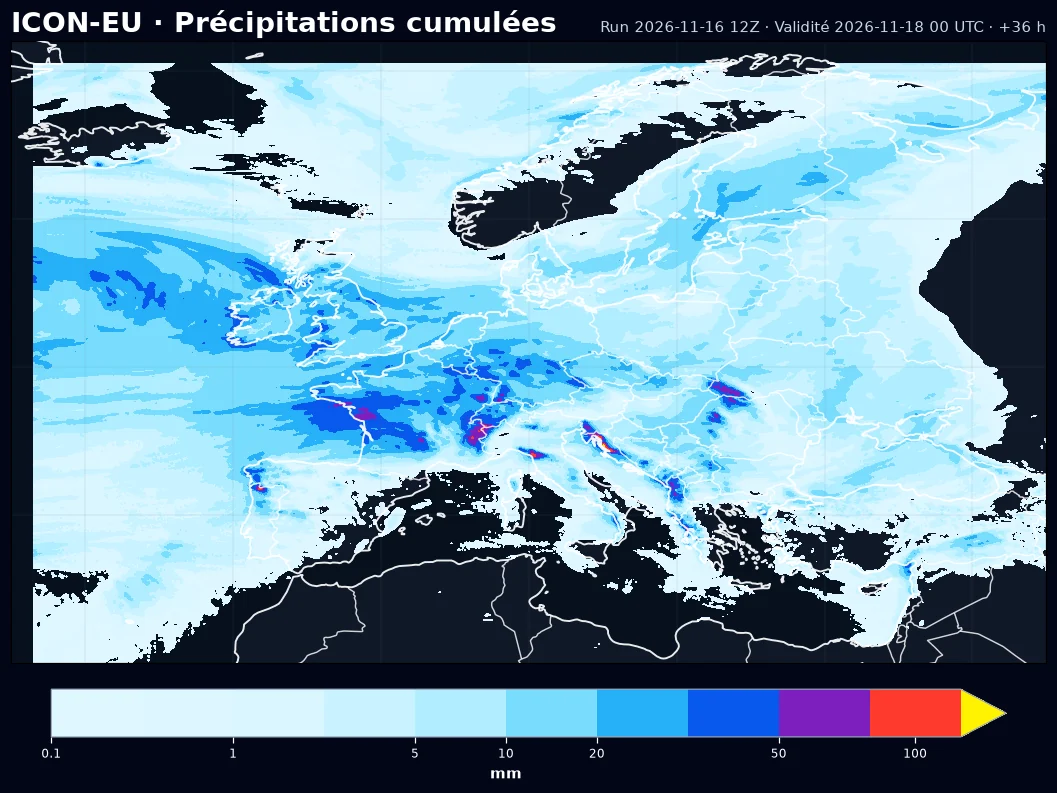 ICON-EU · Précipitations cumulées
Run 2026-11-16 12Z · Validité 2026-11-18 00 UTC · +36 h
0.1 1 5 10 20 50 100
mm